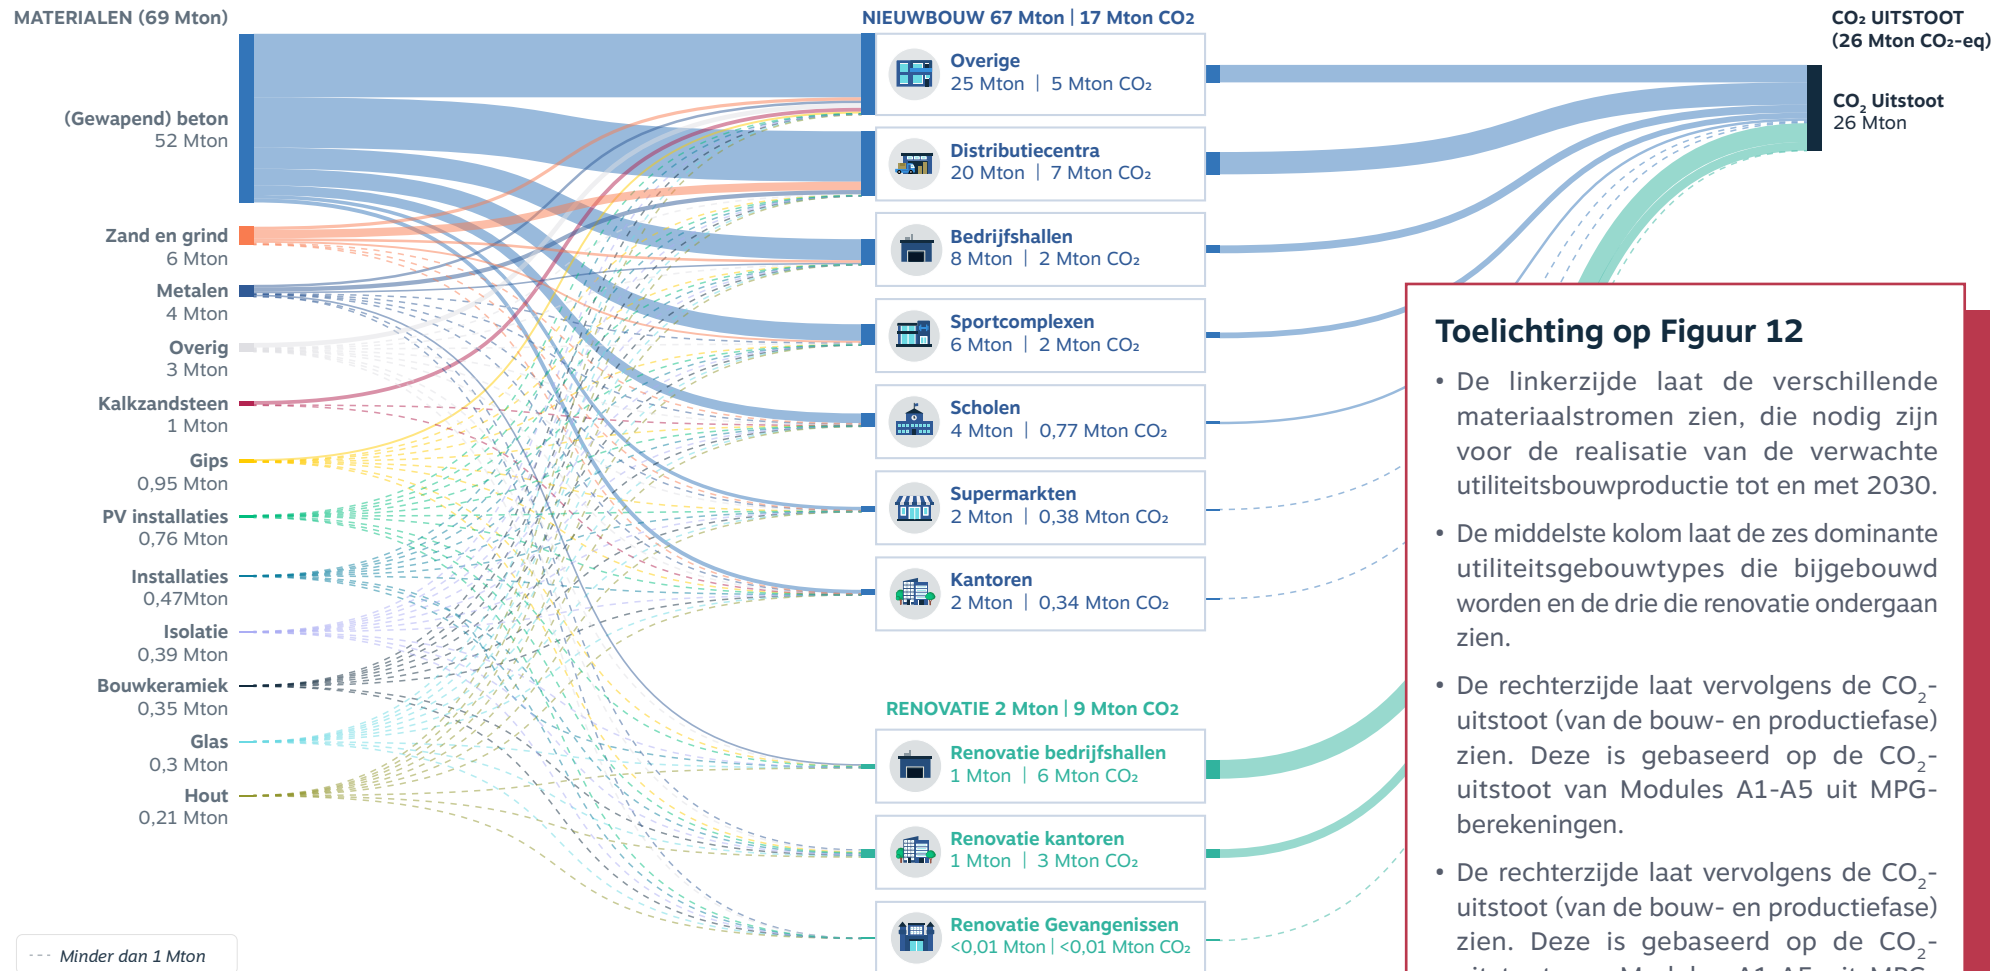 MATERIALEN (69 Mton)
(Gewapend) beton
52 Mton
Zand en grind
6 Mton
Metalen
4 Mton
Overig
3 Mton
Kalkzandsteen
1 Mton
Gips
0,95 Mton
PV installaties
0,76 Mton
Installaties
0,47Mton
Isolatie
0,39 Mton
Bouwkeramiek
0,35 Mton
Glas
0,3 Mton
Hout
0,21 Mton
Minder dan 1 Mton
NIEUWBOUW 67 Mton | 17 Mton CO₂
Overige
25 Mton | 5 Mton CO₂
Distributiecentra
20 Mton | 7 Mton CO₂
Bedrijfshallen
8 Mton | 2 Mton CO₂
Sportcomplexen
6 Mton | 2 Mton CO₂
Scholen
4 Mton | 0,77 Mton CO₂
Supermarkten
2 Mton | 0,38 Mton CO₂
Kantoren
2 Mton | 0,34 Mton CO₂
RENOVATIE 2 Mton | 9 Mton CO₂
Renovatie bedrijfshallen
1 Mton | 6 Mton CO₂
Renovatie kantoren
1 Mton | 3 Mton CO₂
Renovatie Gevangenissen
<0,01 Mton | <0,01 Mton CO₂
CO₂ UITSTOOT
(26 Mton CO₂-eq)
CO₂ Uitstoot
26 Mton
Toelichting op Figuur 12
• De linkerzijde laat de verschillende
materiaalstromen zien, die nodig zijn
voor de realisatie van de verwachte
utiliteitsbouwproductie tot en met 2030.
• De middelste kolom laat de zes dominante
utiliteitsgebouwtypes die bijgebouwd
worden en de drie die renovatie ondergaan
zien.
• De rechterzijde laat vervolgens de CO₂-
uitstoot (van de bouw- en productiefase)
zien. Deze is gebaseerd op de CO₂-
uitstoot van Modules A1-A5 uit MPG-
berekeningen.
• De rechterzijde laat vervolgens de CO₂-
uitstoot (van de bouw- en productiefase)
zien. Deze is gebaseerd op de CO₂-
uitstoot van Modules A1-A5 uit MPG-